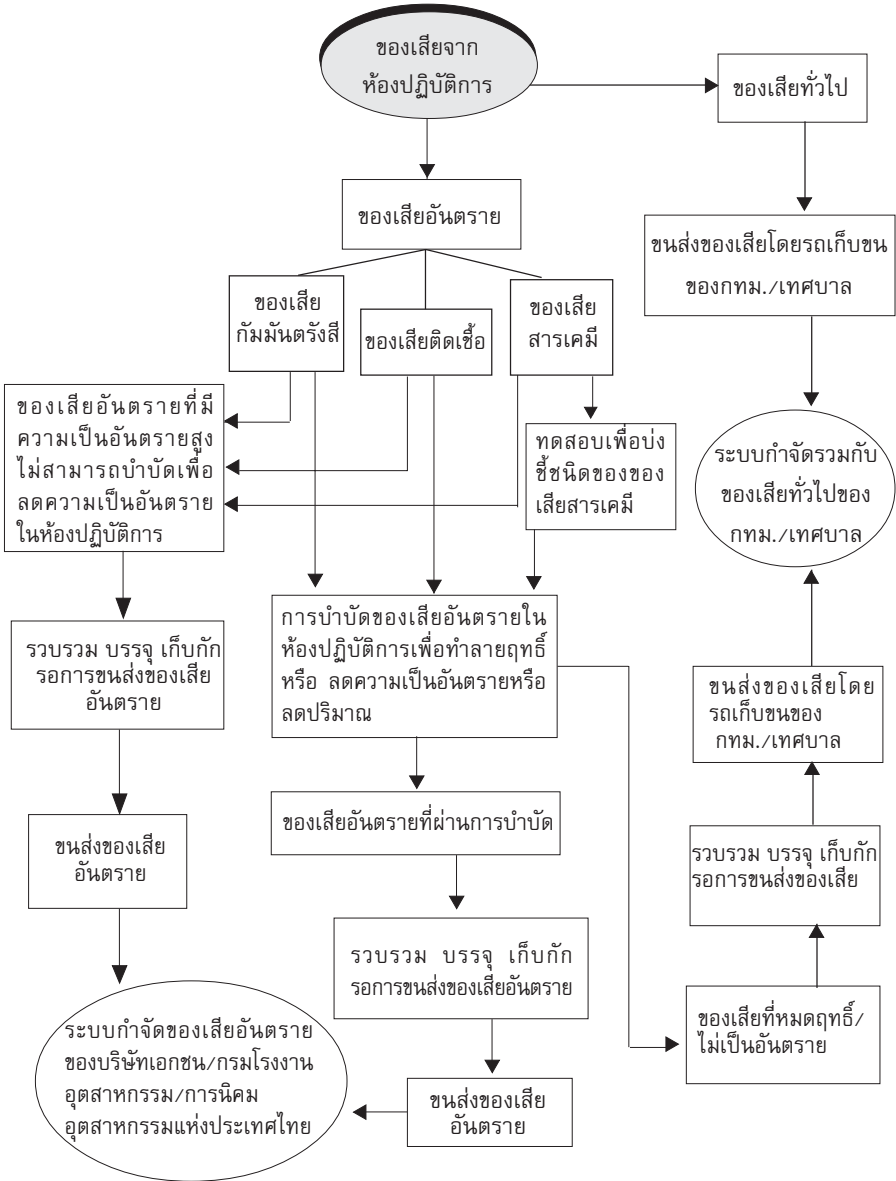 ของเสียจาก
ห้องปฏิบัติการ
ของเสียทั่วไป
ของเสียอันตราย
ขนส่งของเสียโดยรถเก็บขน
ของกทม./เทศบาล
ของเสีย
กัมมันตรังสี
ของเสียติดเชื้อ
ของเสีย
สารเคมี
ของเสียอันตรายที่มี
ความเป็นอันตรายสูง
ไม่สามารถบำบัดเพื่อ
ลดความเป็นอันตราย
ในห้องปฏิบัติการ
ทดสอบเพื่อบ่ง
ชี้ชนิดของของ
เสียสารเคมี
ระบบกำจัดรวมกับ
ของเสียทั่วไปของ
กทม./เทศบาล
รวบรวม บรรจุ เก็บกัก
รอการขนส่งของเสีย
อันตราย
การบำบัดของเสียอันตรายใน
ห้องปฏิบัติการเพื่อทำลายฤทธิ์
หรือ ลดความเป็นอันตรายหรือ
ลดปริมาณ
ขนส่งของเสียโดย
รถเก็บขนของ
กทม./เทศบาล
ของเสียอันตรายที่ผ่านการบำบัด
ขนส่งของเสีย
อันตราย
รวบรวม บรรจุ เก็บกัก
รอการขนส่งของเสีย
รวบรวม บรรจุ เก็บกัก
รอการขนส่งของเสียอันตราย
ของเสียที่หมดฤทธิ์/
ไม่เป็นอันตราย
ระบบกำจัดของเสียอันตราย
ของบริษัทเอกชน/กรมโรงงาน
อุตสาหกรรม/การนิคม
อุตสาหกรรมแห่งประเทศไทย
ขนส่งของเสีย
อันตราย